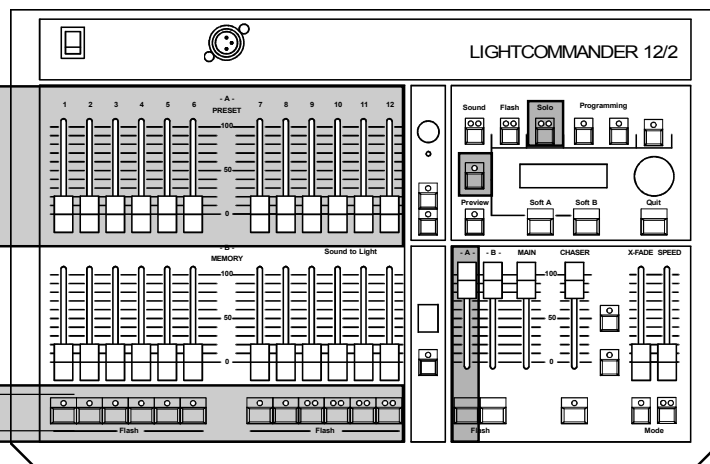 LIGHTCOMMANDER 12/2
- A -
1 2 3 4 5 6 PRESET 7 8 9 10 11 12
100
50
0
- B -
MEMORY
Sound to Light
100
50
0
Flash
Flash
Sound Flash Solo Programming
Preview Soft A Soft B Quit
- A - - B - MAIN CHASER X-FADE SPEED
100
50
0
Flash
Mode